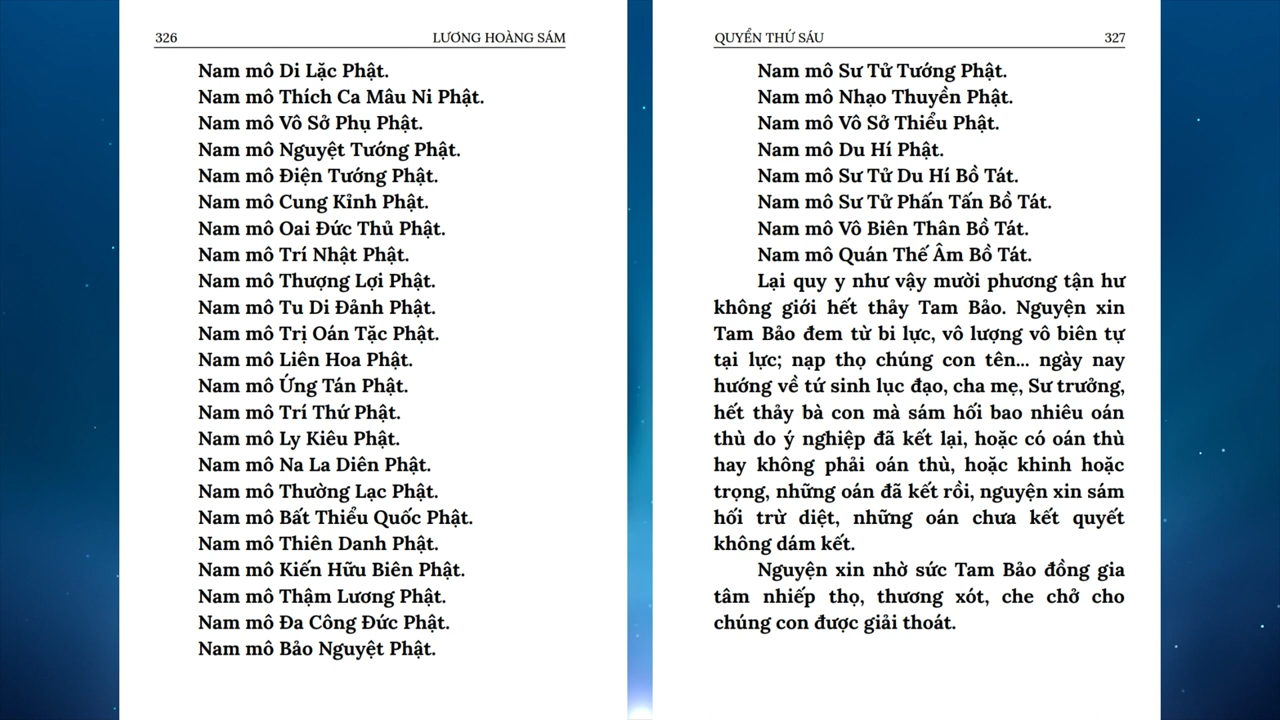 326 LƯƠNG HOÀNG SÁM
Nam mô Di Lặc Phật.
Nam mô Thích Ca Mâu Ni Phật.
Nam mô Vô Sở Phụ Phật.
Nam mô Nguyệt Tướng Phật.
Nam mô Điện Tướng Phật.
Nam mô Cung Kỉnh Phật.
Nam mô Oai Đức Thủ Phật.
Nam mô Trí Nhật Phật.
Nam mô Thượng Lợi Phật.
Nam mô Tu Di Đảnh Phật.
Nam mô Trị Oán Tặc Phật.
Nam mô Liên Hoa Phật.
Nam mô Ứng Tán Phật.
Nam mô Trí Thứ Phật.
Nam mô Ly Kiêu Phật.
Nam mô Na La Diên Phật.
Nam mô Thường Lạc Phật.
Nam mô Bất Thiểu Quốc Phật.
Nam mô Thiên Danh Phật.
Nam mô Kiến Hữu Biên Phật.
Nam mô Thậm Lương Phật.
Nam mô Đa Công Đức Phật.
Nam mô Bảo Nguyệt Phật.
QUYỂN THỨ SÁU 327
Nam mô Sư Tử Tướng Phật.
Nam mô Nhạo Thuyền Phật.
Nam mô Vô Sở Thiểu Phật.
Nam mô Du Hí Phật.
Nam mô Sư Tử Du Hí Bồ Tát.
Nam mô Sư Tử Phấn Tấn Bồ Tát.
Nam mô Vô Biên Thân Bồ Tát.
Nam mô Quán Thế Âm Bồ Tát.
Lại quy y như vậy mười phương tận hư
không giới hết thảy Tam Bảo. Nguyện xin
Tam Bảo đem từ bi lực, vô lượng vô biên tự
tại lực; nạp thọ chúng con tên... ngày nay
hướng về tứ sinh lục đạo, cha mẹ, Sư trưởng,
hết thảy bà con mà sám hối bao nhiêu oán
thù do ý nghiệp đã kết lại, hoặc có oán thù
hay không phải oán thù, hoặc khinh hoặc
trọng, những oán đã kết rồi, nguyện xin sám
hối trừ diệt, những oán chưa kết quyết
không dám kết.
Nguyện xin nhờ sức Tam Bảo đồng gia
tâm nhiếp thọ, thương xót, che chở cho
chúng con được giải thoát.